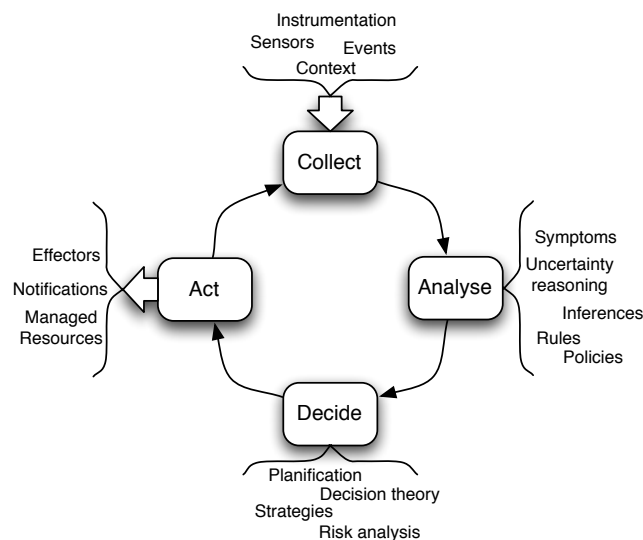 Instrumentation
Sensors
Events
Context
Collect
Effectors
Notifications
Managed
Resources
Act
Analyse
Symptoms
Uncertainty
reasoning
Inferences
Rules
Policies
Decide
Planification
Decision theory
Strategies
Risk analysis